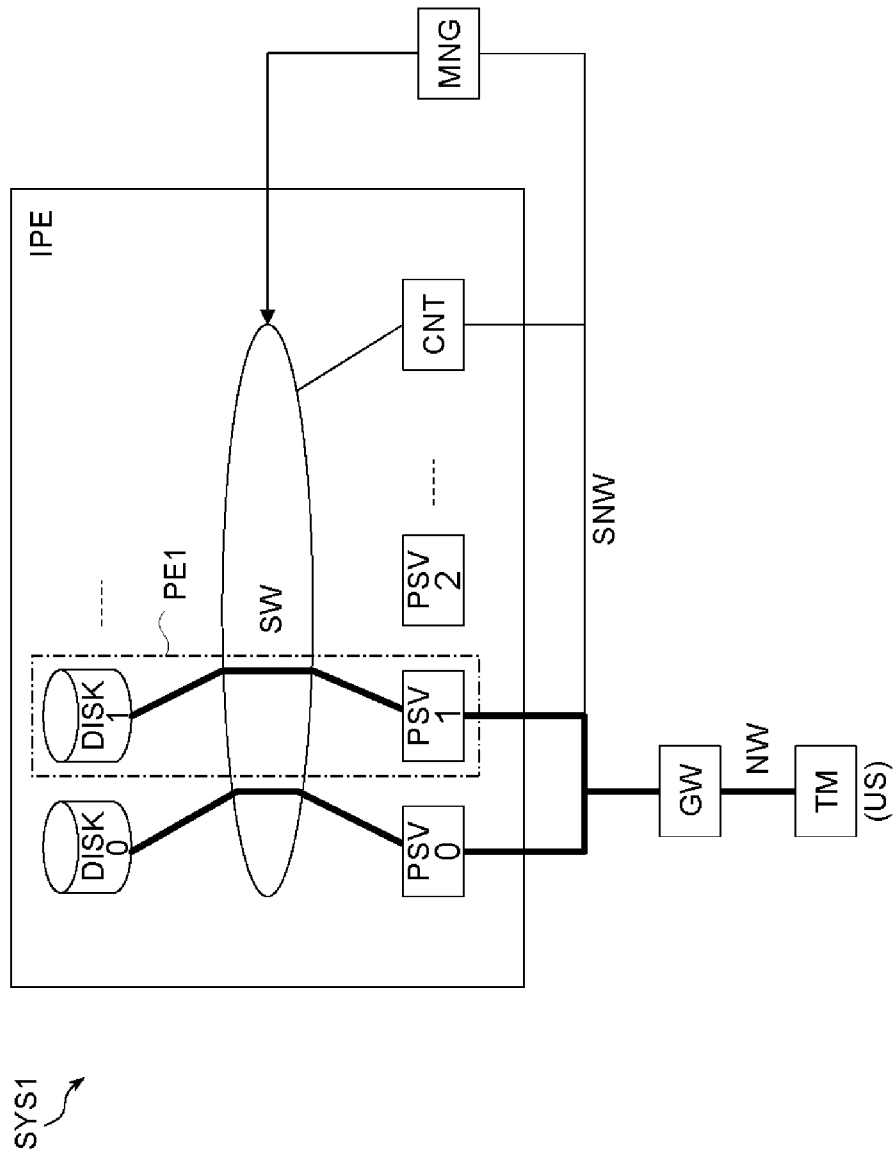 SYS1
IPE
DISK
0
DISK
1
PE1
SW
PSV
0
PSV
1
PSV
2
CNT
MNG
SNW
GW
NW
TM
(US)